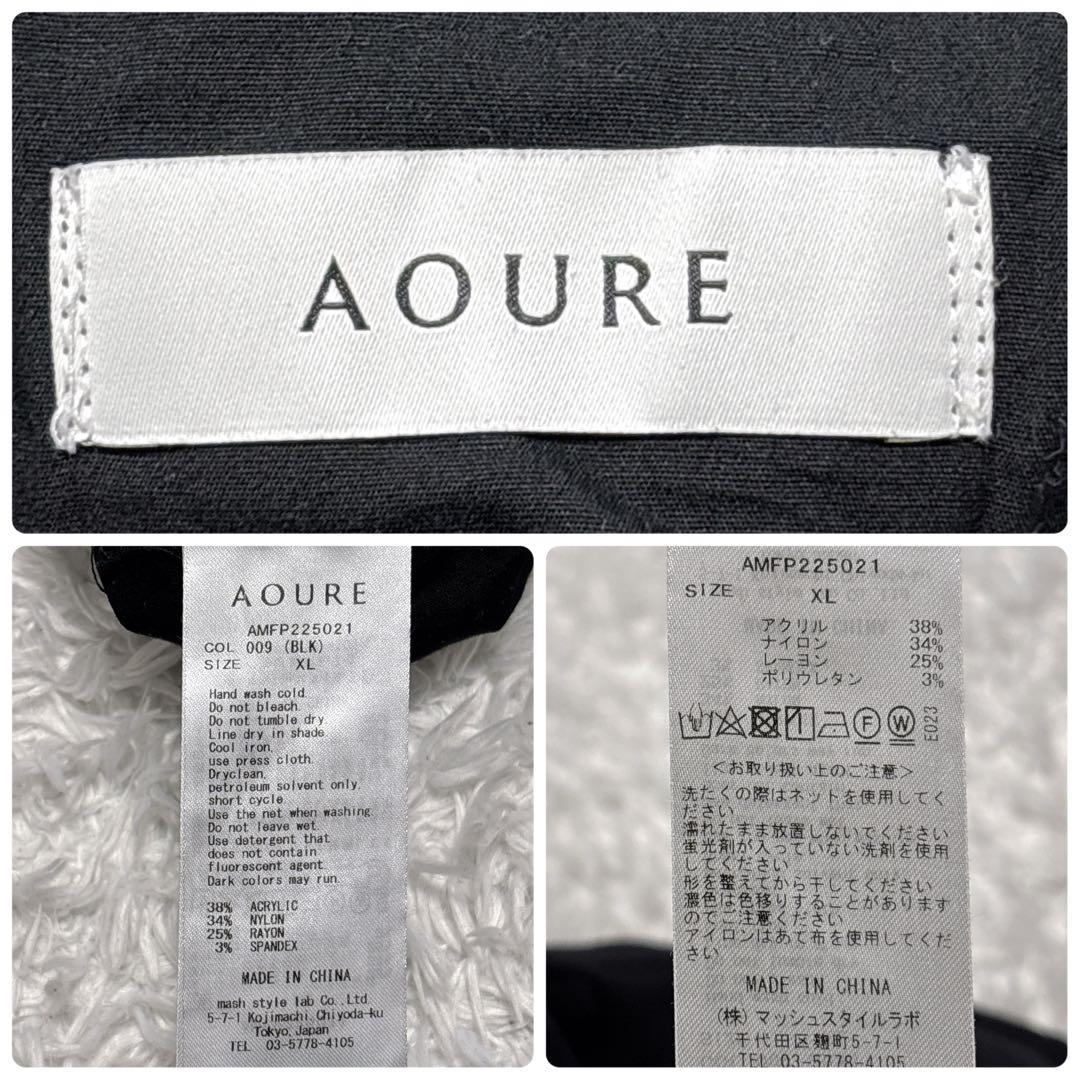 AOURE
AOURE
AMFP225021
COL 009 (BLK)
SIZE XL
Hand wash cold.
Do not bleach.
Do not tumble dry.
Line dry in shade.
Cool iron.
use press cloth.
Dryclean,
petroleum solvent only,
short cycle.
Use the net when washing.
Do not leave wet.
Use detergent that
does not contain
fluorescent agent.
Dark colors may run.
38% ACRYLIC
34% NYLON
25% RAYON
3% SPANDEX
MADE IN CHINA
mash style lab Co.,Ltd.
5-7-1 Kojimachi,Chiyoda-ku
Tokyo,Japan
TEL 03-5778-4105
AMFP225021
SIZE XL
アクリル 38%
ナイロン 34%
レーヨン 25%
ポリウレタン 3%
F W E023
<お取り扱い上のご注意>
洗たくの際はネットを使用してく
ださい
濡れたまま放置しないでください
蛍光剤が入っていない洗剤を使用
してください
形を整えてから干してください
濃色は色移りすることがあります
のでご注意ください
アイロンはあて布を使用してくだ
さい
MADE IN CHINA
(株) マッシュスタイルラボ
千代田区麹町5-7-1
TEL 03-5778-4105